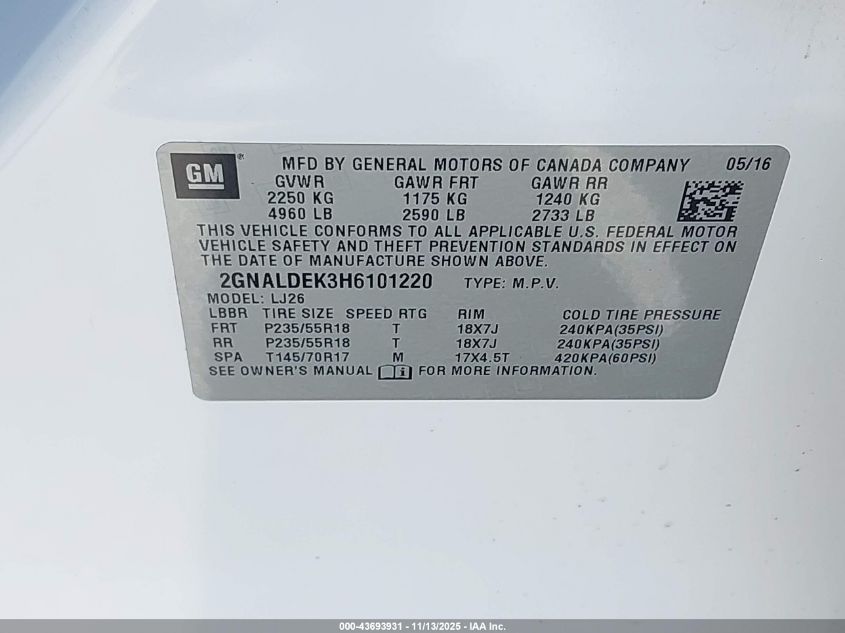 GM ® MFD BY GENERAL MOTORS OF CANADA COMPANY 05/16
GVWR GAWR FRT GAWR RR
2250 KG 1175 KG 1240 KG
4960 LB 2590 LB 2733 LB
THIS VEHICLE CONFORMS TO ALL APPLICABLE U.S. FEDERAL MOTOR
VEHICLE SAFETY AND THEFT PREVENTION STANDARDS IN EFFECT ON
THE DATE OF MANUFACTURE SHOWN ABOVE.
2GNALDEK3H6101220 TYPE: M.P.V.
MODEL: LJ26
LBBR TIRE SIZE SPEED RTG RIM COLD TIRE PRESSURE
FRT P235/55R18 T 18X7J 240KPA(35PSI)
RR P235/55R18 T 18X7J 240KPA(35PSI)
SPA T145/70R17 M 17X4.5T 420KPA(60PSI)
SEE OWNER'S MANUAL FOR MORE INFORMATION.
000-43693931 - 11/13/2025 - IAA Inc.